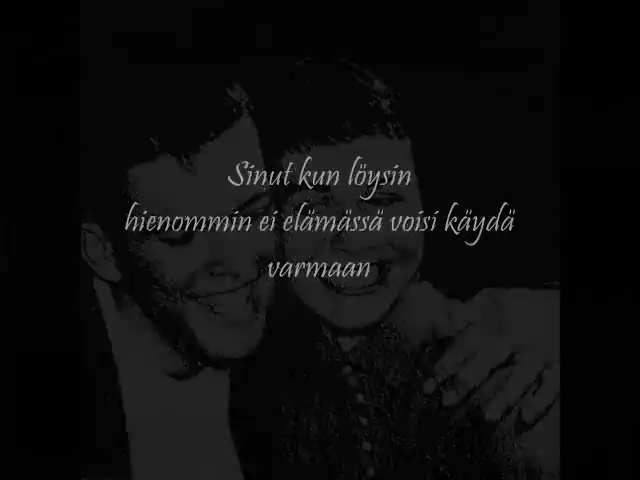 Sinut kun löysin
hienommin ei elämässä voisi käydä
varmaan